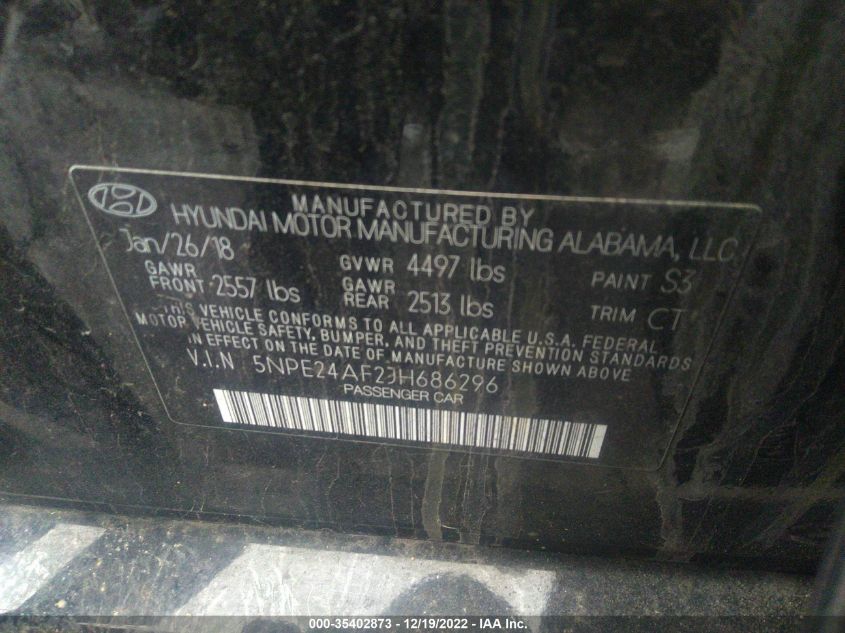 MANUFACTURED BY
HYUNDAI MOTOR MANUFACTURING ALABAMA, LLC
Jan/26/18
GAWR FRONT 2557 lbs GVWR 4497 lbs PAINT S3
GAWR REAR 2513 lbs TRIM CT
THIS VEHICLE CONFORMS TO ALL APPLICABLE U.S.A. FEDERAL
MOTOR VEHICLE SAFETY, BUMPER, AND THEFT PREVENTION STANDARDS
IN EFFECT ON THE DATE OF MANUFACTURE SHOWN ABOVE
V.I.N 5NPE24AF2JH686296
PASSENGER CAR
000-35402873 - 12/19/2022 - IAA Inc.